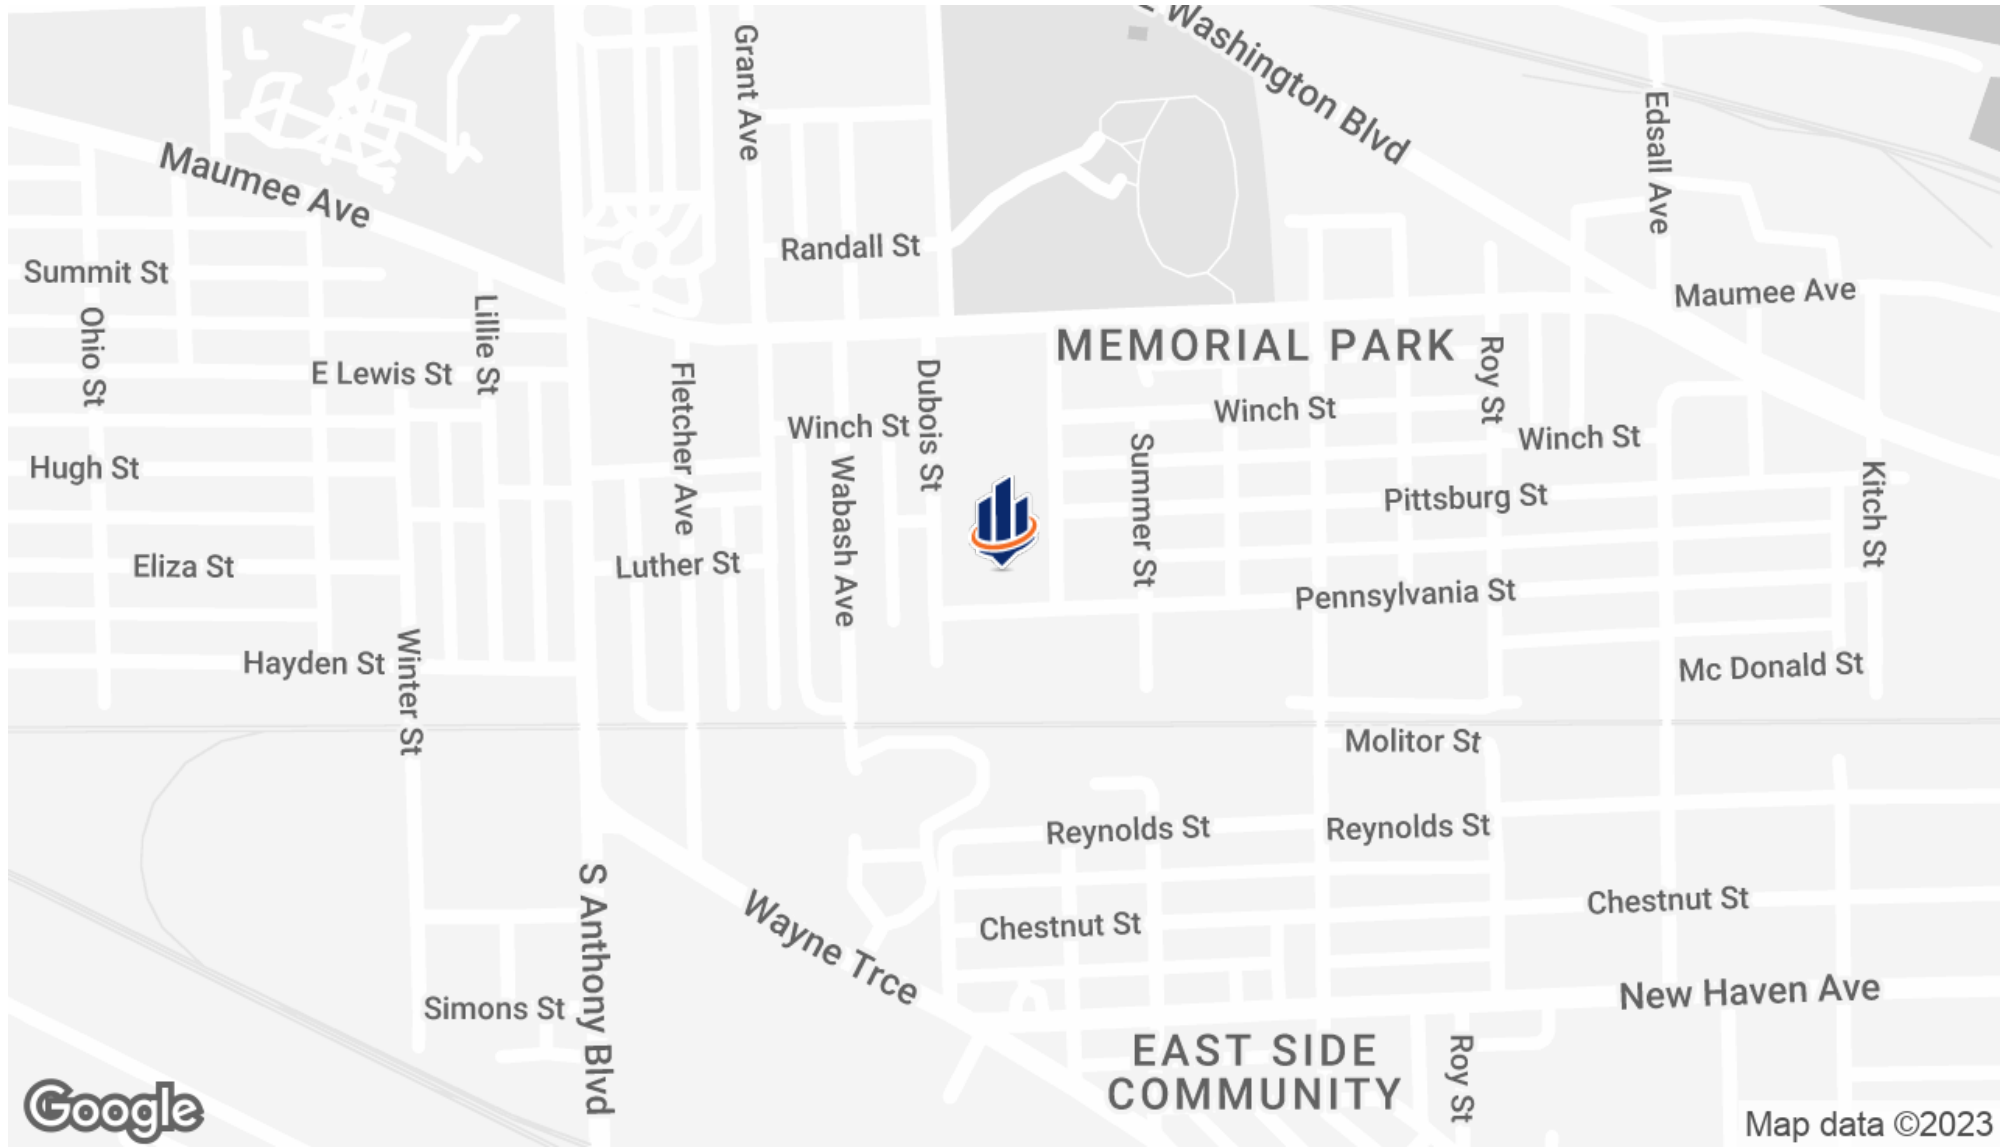 E Washington Blvd
Grant Ave
Edsall Ave
Maumee Ave
Randall St
Summit St
Maumee Ave
Lillie St
Ohio St
MEMORIAL PARK
Roy St
E Lewis St
Fletcher Ave
Dubois St
Winch St
Winch St
Winch St
Summer St
Hugh St
Wabash Ave
Kitch St
Pittsburg St
Eliza St
Luther St
Pennsylvania St
Winter St
Hayden St
Mc Donald St
Molitor St
Reynolds St
Reynolds St
S Anthony Blvd
Wayne Trce
Chestnut St
Chestnut St
New Haven Ave
Simons St
EAST SIDE
COMMUNITY
Roy St
Google
Map data ©2023